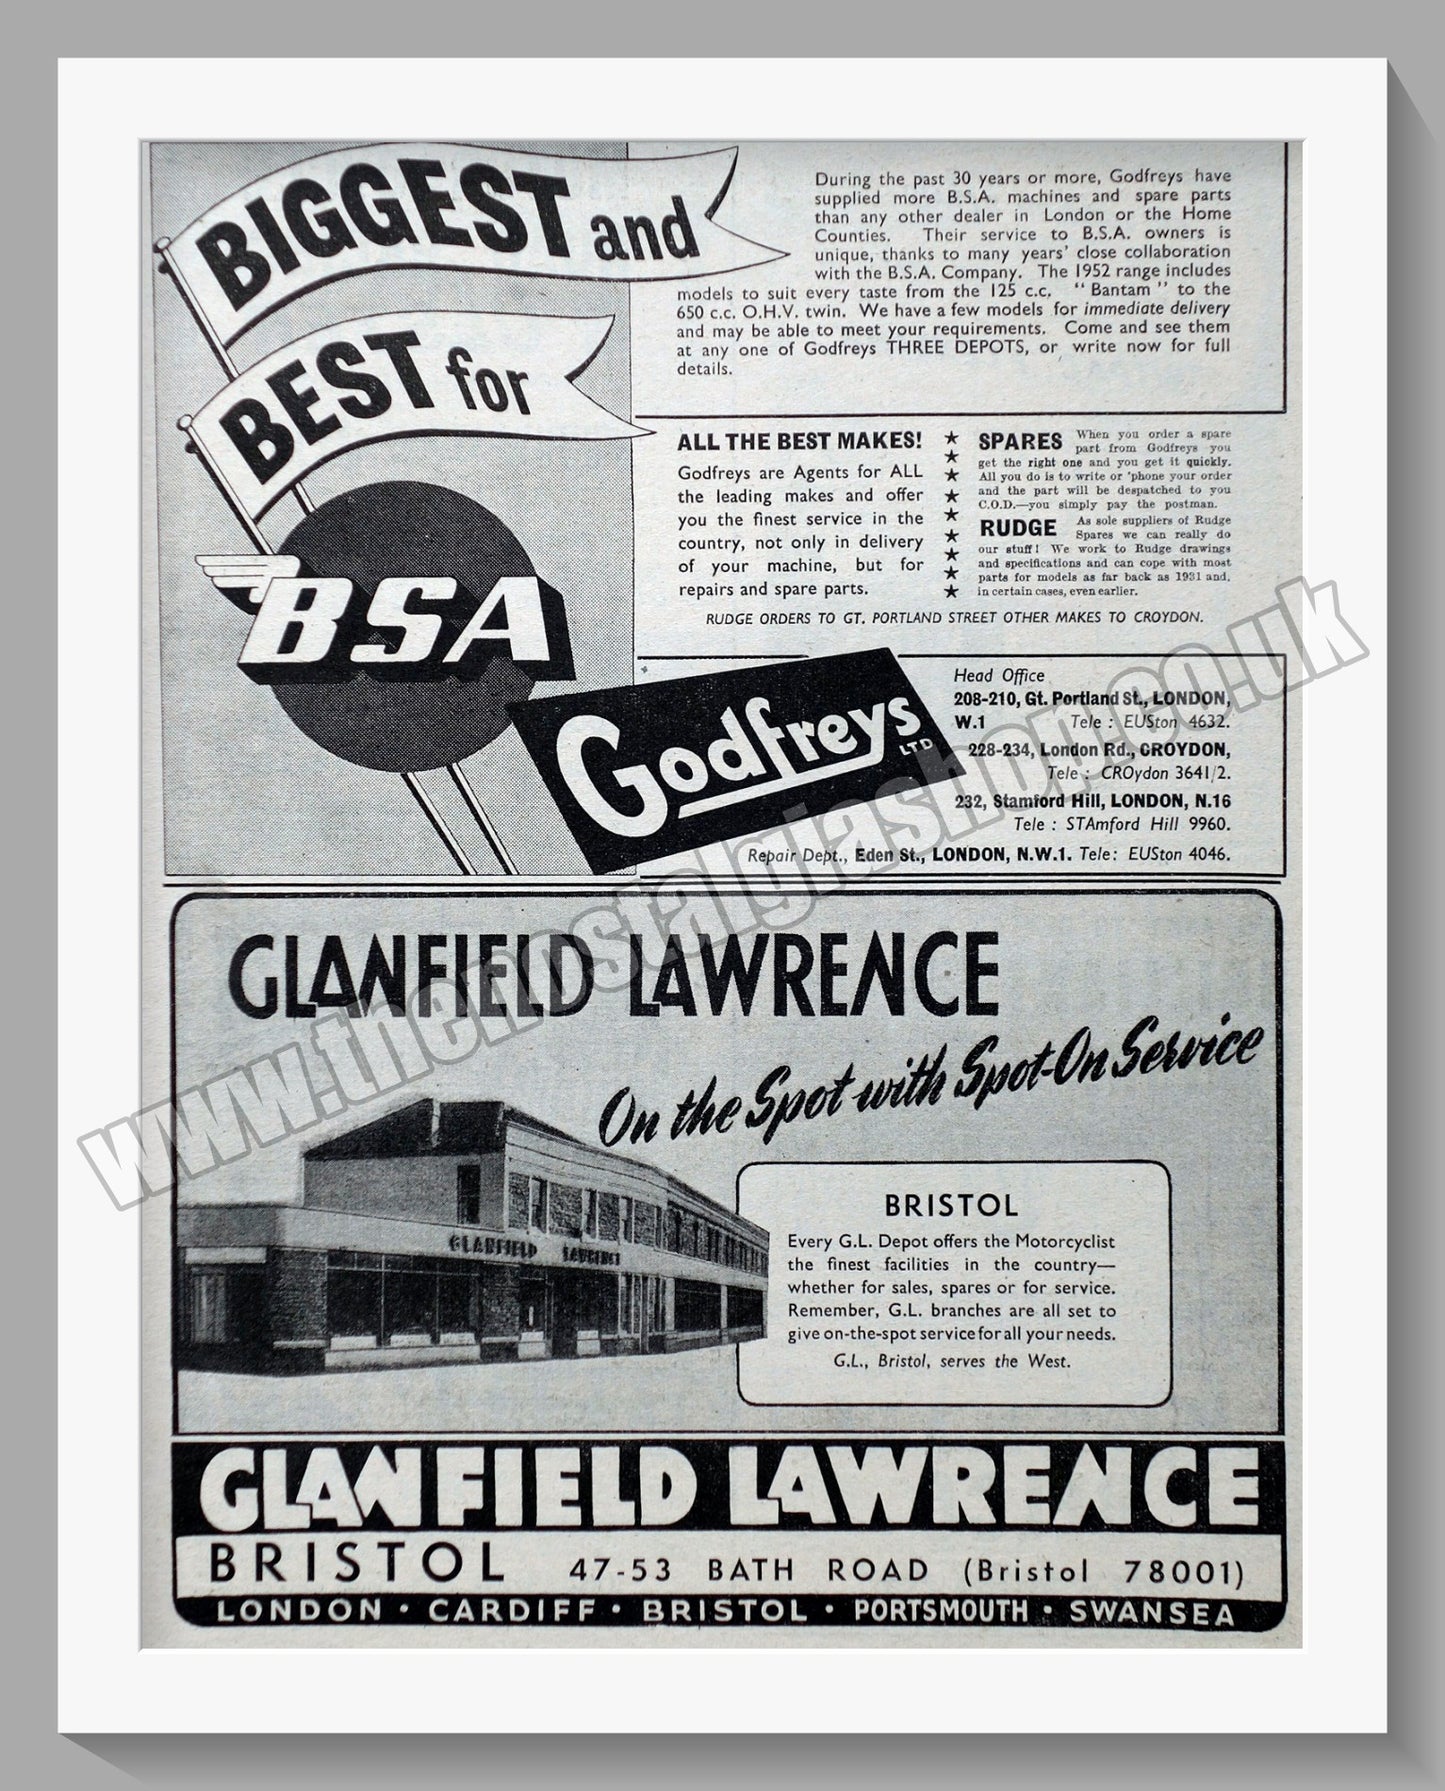 BIGGEST and
BEST for
BSA
During the past 30 years or more, Godfreys have
supplied more B.S.A. machines and spare parts
than any other dealer in London or the Home
Counties. Their service to B.S.A. owners is
unique, thanks to many years' close collaboration
with the B.S.A. Company. The 1952 range includes
models to suit every taste from the 125 c.c. "Bantam" to the
650 c.c. O.H.V. twin. We have a few models for immediate delivery
and may be able to meet your requirements. Come and see them
at any one of Godfreys THREE DEPOTS, or write now for full
details.
ALL THE BEST MAKES!
Godfreys are Agents for ALL
the leading makes and offer
you the finest service in the
country, not only in delivery
of your machine, but for
repairs and spare parts.
SPARES When you order a spare
part from Godfreys you
get the right one and you get it quickly.
All you do is to write or 'phone your order
and the part will be despatched to you
C.O.D.—you simply pay the postman.
RUDGE As sole suppliers of Rudge
Spares we can really do
our stuff! We work to Rudge drawings
and specifications and can cope with most
parts for models as far back as 1931 and,
in certain cases, even earlier.
RUDGE ORDERS TO GT. PORTLAND STREET OTHER MAKES TO CROYDON.
Godfreys LTD
Head Office
208-210, Gt. Portland St., LONDON,
W.1 Tele : EUSton 4632.
228-234, London Rd., CROYDON,
Tele : CROydon 3641/2.
232, Stamford Hill, LONDON, N.16
Tele : STAmford Hill 9960.
Repair Dept., Eden St., LONDON, N.W.1. Tele: EUSton 4046.
www.thenostalgiashop.co.uk
GLANFIELD LAWRENCE
On the Spot with Spot-On Service
GLANFIELD LAWRENCE
BRISTOL
Every G.L. Depot offers the Motorcyclist
the finest facilities in the country—
whether for sales, spares or for service.
Remember, G.L. branches are all set to
give on-the-spot service for all your needs.
G.L., Bristol, serves the West.
GLANFIELD LAWRENCE
BRISTOL 47-53 BATH ROAD (Bristol 78001)
LONDON • CARDIFF • BRISTOL • PORTSMOUTH • SWANSEA